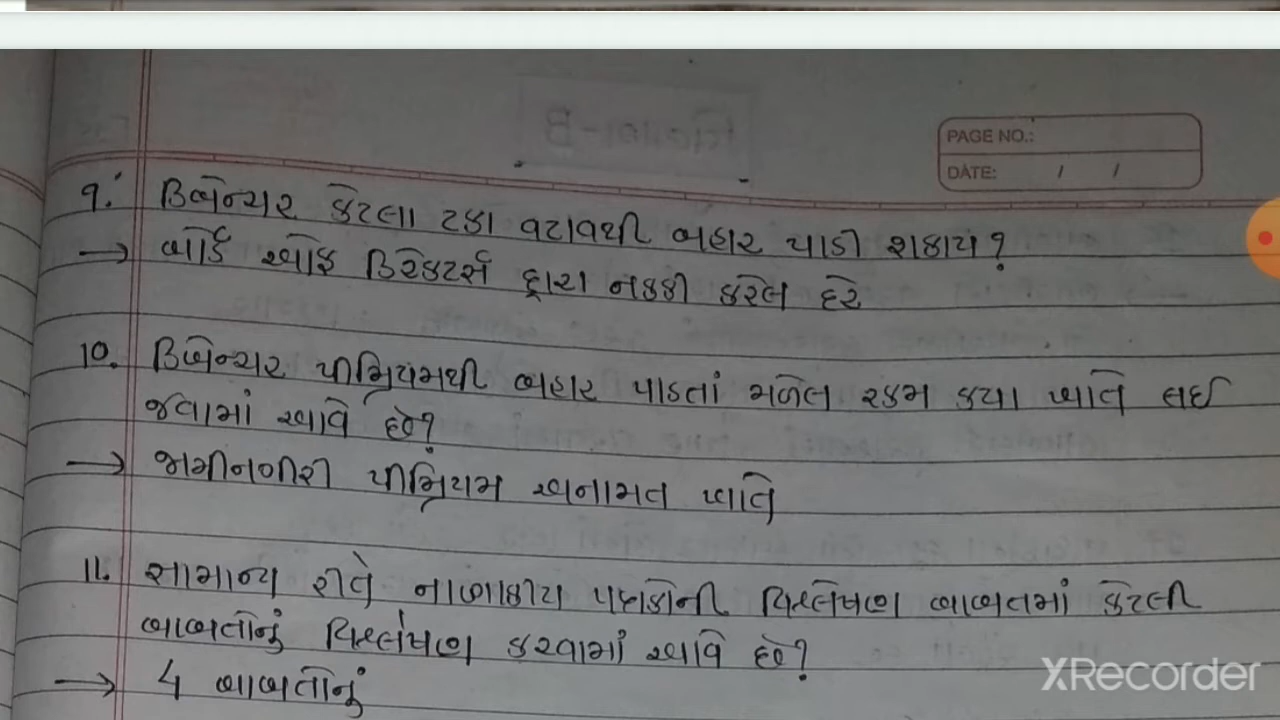 PAGE NO.:
DATE: / /
9. ડિબેન્ચર કેટલા ટકા વટાવથી બહાર પાડી શકાય?
→ બોર્ડ ઓફ ડિરેક્ટર્સ દ્વારા નક્કી કરેલ દરે
10. ડિબેન્ચર પ્રીમિયમથી બહાર પાડતાં મળેલ રકમ કયા ખાતે લઈ
જવામાં આવે છે?
→ જામીનગીરી પ્રીમિયમ અનામત ખાતે
11. સામાન્ય રીતે નાણાકીય પત્રકોની વિશ્લેષણ બાબતમાં કેટલી
બાબતોનું વિશ્લેષણ કરવામાં આવે છે?
→ 4 બાબતોનું
XRecorder